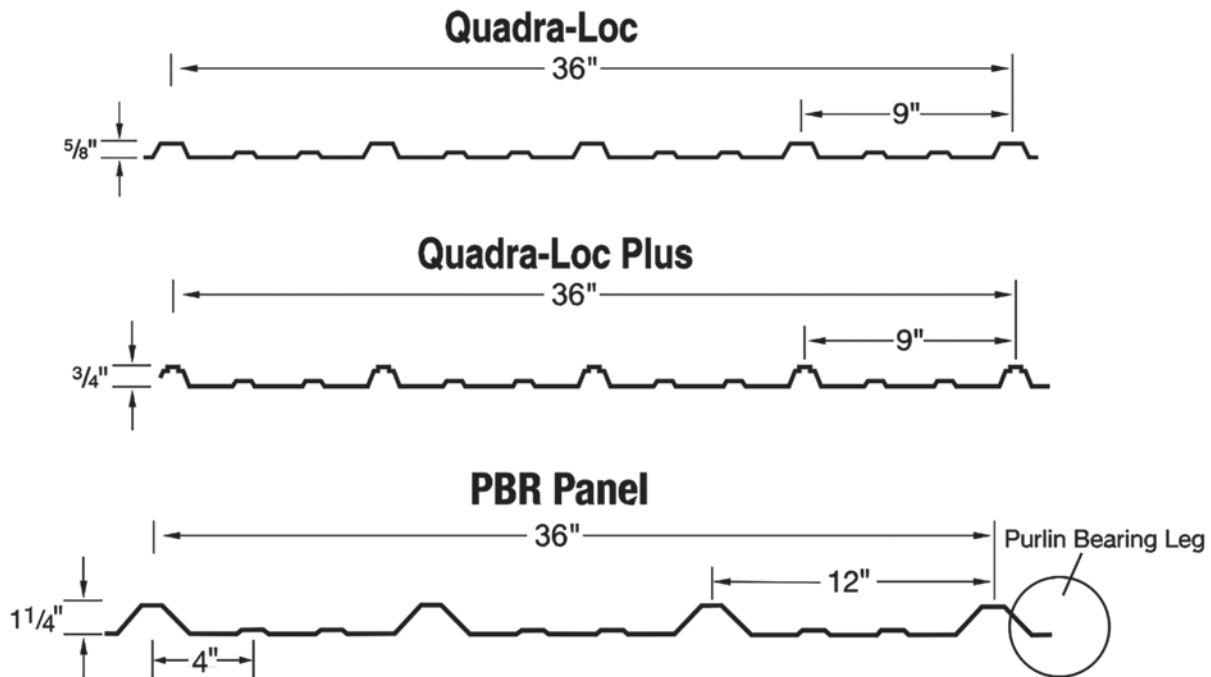 Quadra-Loc
36"
9"
5/8"
Quadra-Loc Plus
36"
9"
3/4"
PBR Panel
36"
Purlin Bearing Leg
12"
1 1/4"
4"